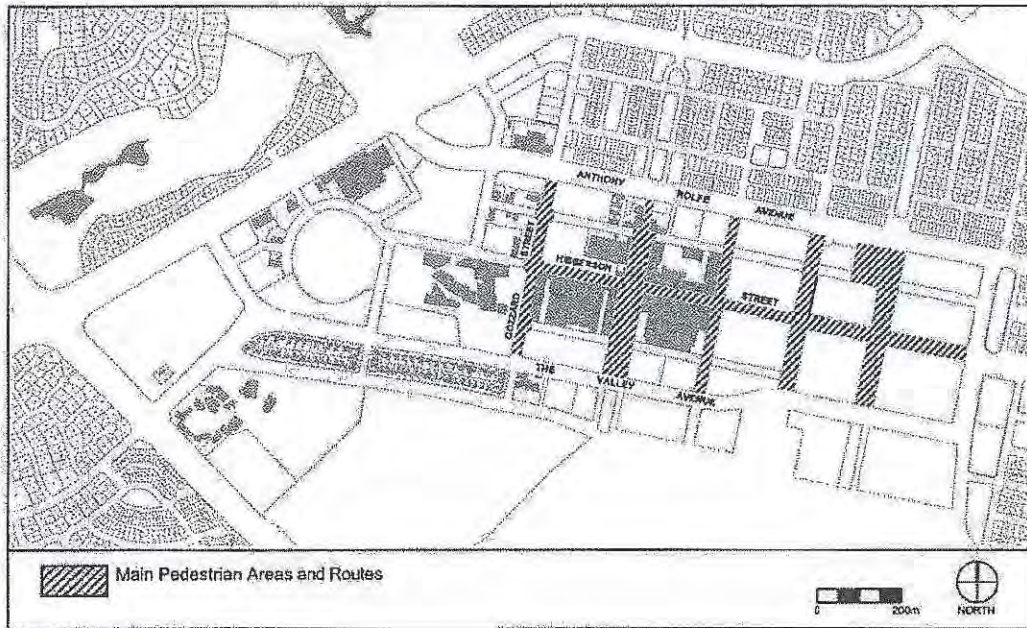 ANTHONY ROLFE AVENUE
GOZZARD STREET
HIBBERSON STREET
THE VALLEY AVENUE
Main Pedestrian Areas and Routes
0 200m
NORTH